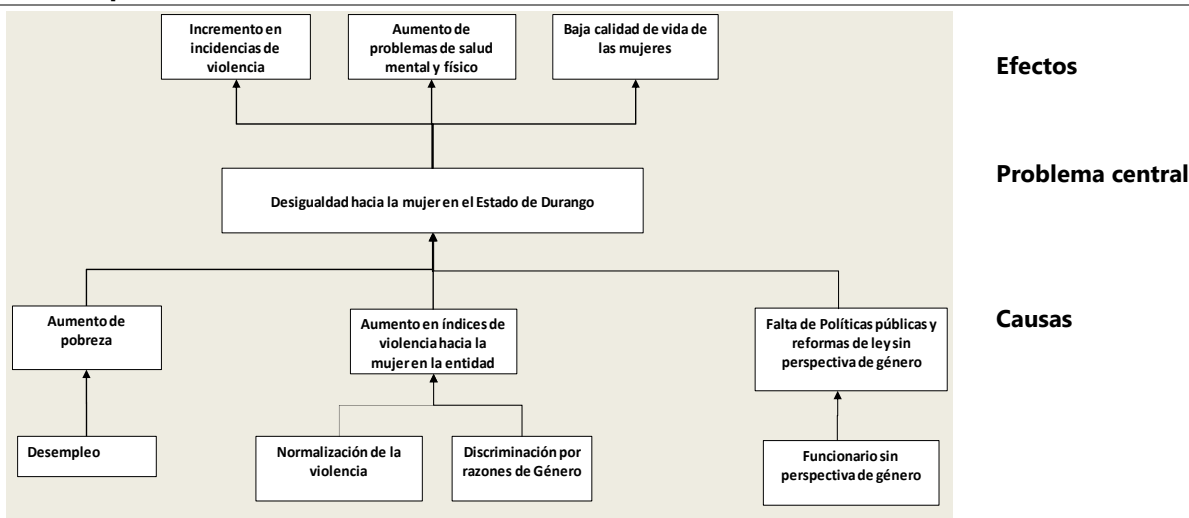 Incremento en
incidencias de
violencia
Aumento de
problemas de salud
mental y físico
Baja calidad de vida de
las mujeres
Efectos
Desigualdad hacia la mujer en el Estado de Durango
Problema central
Aumento de
pobreza
Aumento en índices de
violencia hacia la
mujer en la entidad
Falta de Políticas públicas y
reformas de ley sin
perspectiva de género
Causas
Desempleo
Normalización de la
violencia
Discriminación por
razones de Género
Funcionario sin
perspectiva de género